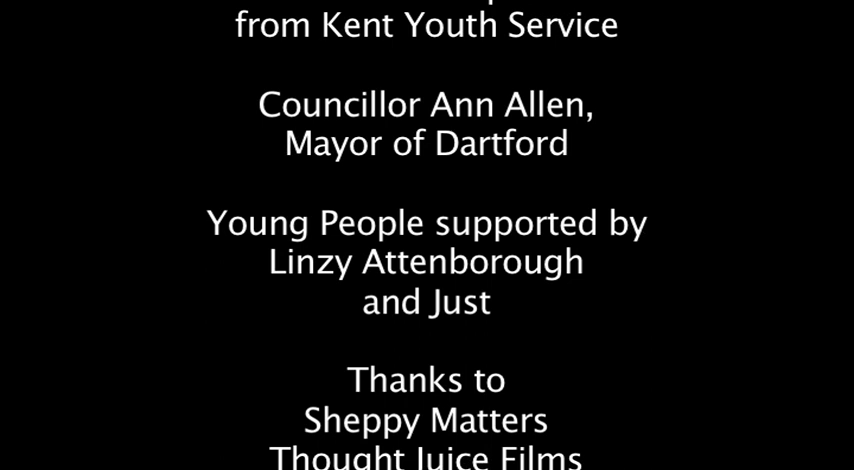 from Kent Youth Service
Councillor Ann Allen,
Mayor of Dartford
Young People supported by
Linzy Attenborough
and Just
Thanks to
Sheppy Matters
Thought Juice Films